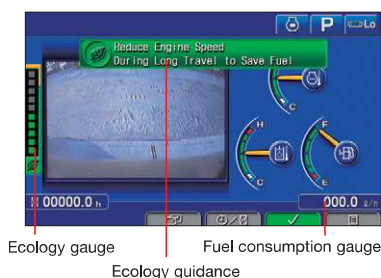 P Lo
Reduce Engine Speed
During Long Travel to Save Fuel
C
H F
C E
00000.0 h 000.0 ℓ/h
Ecology gauge Fuel consumption gauge
Ecology guidance